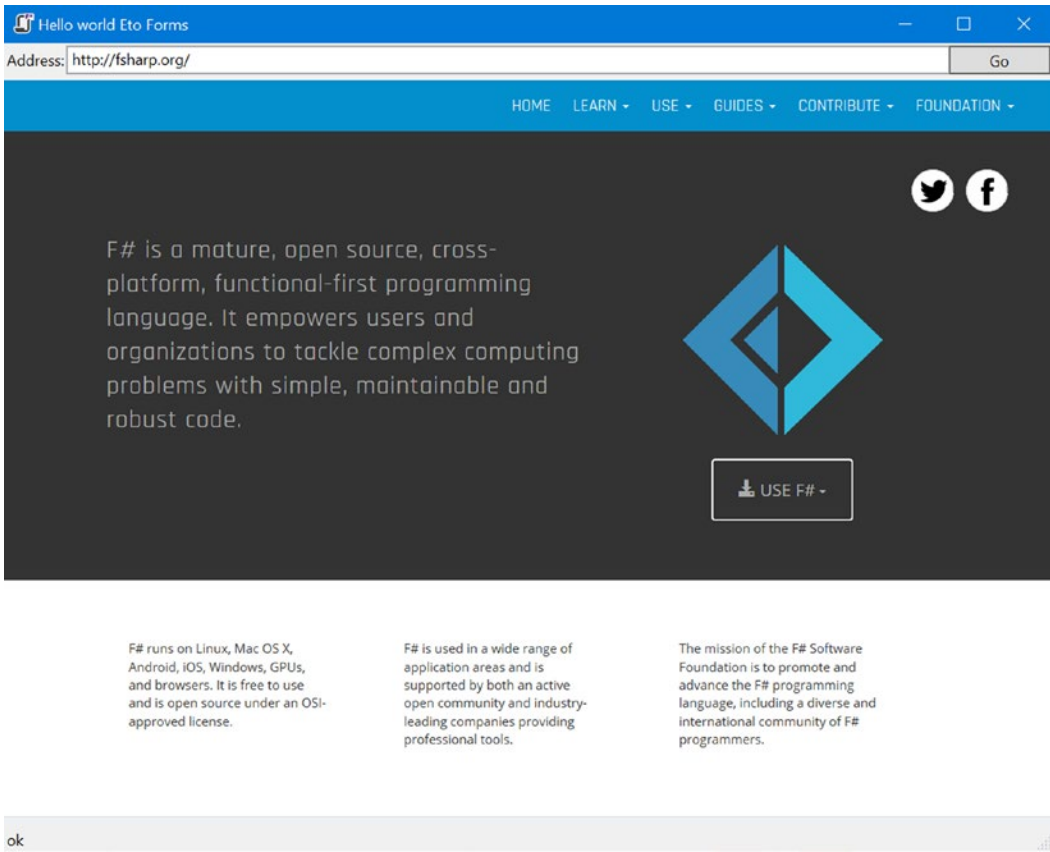 Hello world Eto Forms
Address: http://fsharp.org/ Go
HOME LEARN USE GUIDES CONTRIBUTE FOUNDATION
F# is a mature, open source, cross-
platform, functional-first programming
language. It empowers users and
organizations to tackle complex computing
problems with simple, maintainable and
robust code.
USE F#
F# runs on Linux, Mac OS X,
Android, iOS, Windows, GPUs,
and browsers. It is free to use
and is open source under an OSI-
approved license.
F# is used in a wide range of
application areas and is
supported by both an active
open community and industry-
leading companies providing
professional tools.
The mission of the F# Software
Foundation is to promote and
advance the F# programming
language, including a diverse and
international community of F#
programmers.
ok